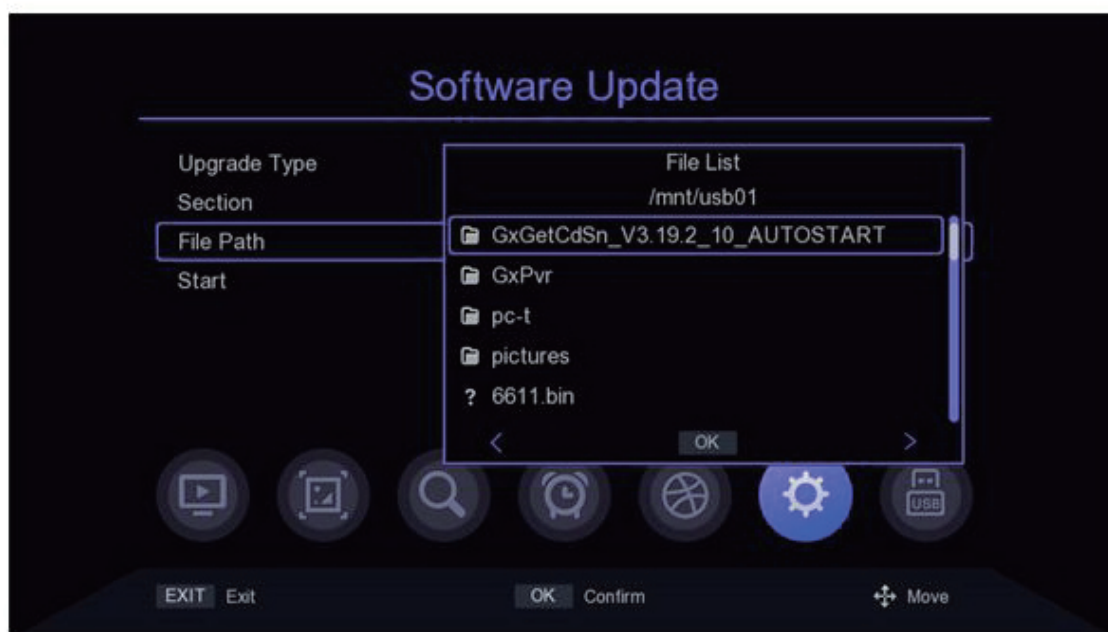 Software Update
Upgrade Type
Section
File Path
Start
File List
/mnt/usb01
GxGetCdSn_V3.19.2_10_AUTOSTART
GxPvr
pc-t
pictures
? 6611.bin
< OK >
USB
EXIT Exit
OK Confirm
Move